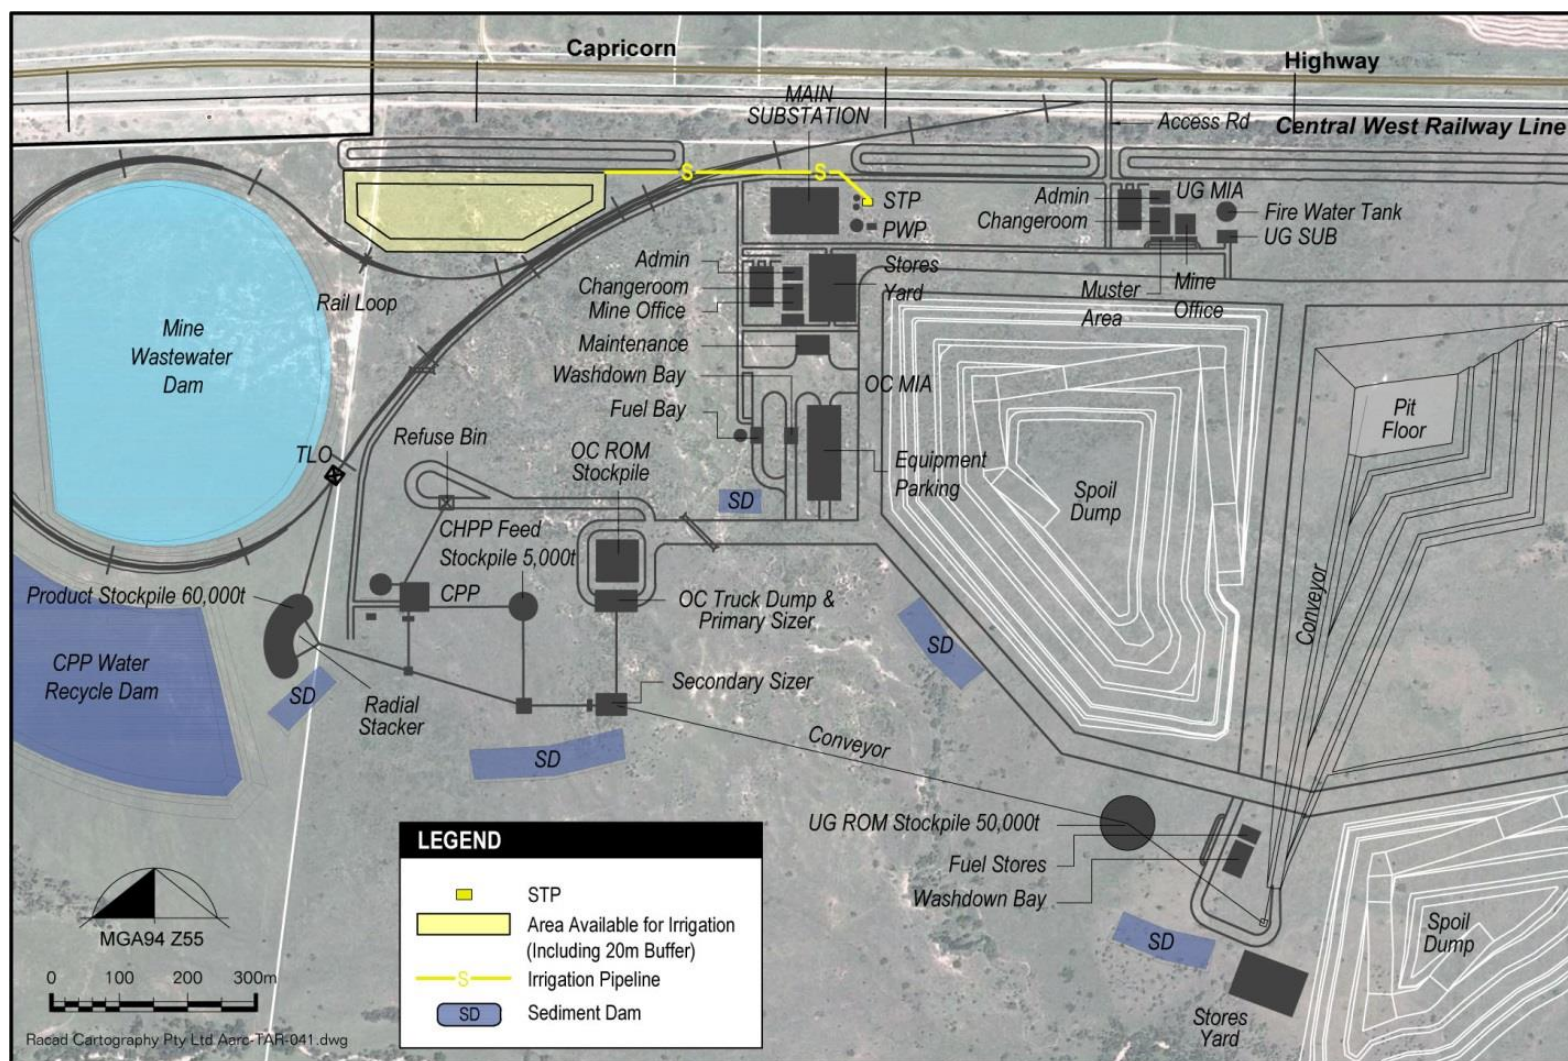 Capricorn
Highway
MAIN
SUBSTATION
Access Rd
Central West Railway Line
S
S
STP
PWP
Admin
Changeroom
UG MIA
Fire Water Tank
UG SUB
Muster
Area
Mine
Office
Admin
Changeroom
Mine Office
Stores
Yard
Rail Loop
Mine
Wastewater
Dam
Maintenance
Washdown Bay
OC MIA
Fuel Bay
Pit
Floor
Refuse Bin
TLO
OC ROM
Stockpile
Equipment
Parking
SD
Spoil
Dump
CHPP Feed
Stockpile 5,000t
Product Stockpile 60,000t
CPP
OC Truck Dump &
Primary Sizer
Conveyor
SD
CPP Water
Recycle Dam
SD
Radial
Stacker
Secondary Sizer
SD
Conveyor
UG ROM Stockpile 50,000t
Fuel Stores
Washdown Bay
SD
Spoil
Dump
Stores
Yard
LEGEND
STP
Area Available for Irrigation
(Including 20m Buffer)
S
Irrigation Pipeline
SD
Sediment Dam
MGA94 Z55
0 100 200 300m
Racad Cartography Pty Ltd Aarc-TAR-041.dwg